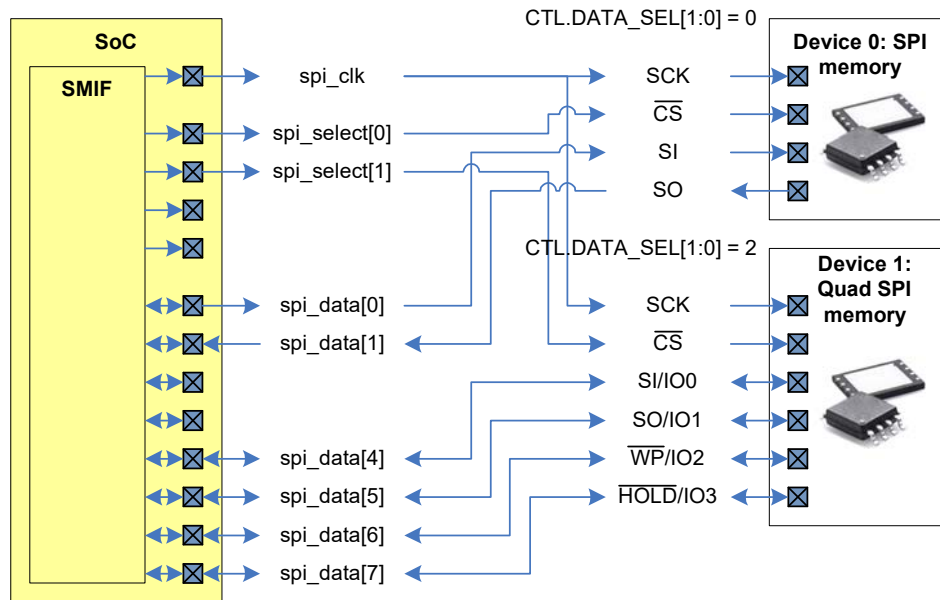 CTL.DATA_SEL[1:0] = 0
SoC
SMIF
spi_clk
spi_select[0]
spi_select[1]
spi_data[0]
spi_data[1]
spi_data[4]
spi_data[5]
spi_data[6]
spi_data[7]
SCK
CS
SI
SO
Device 0: SPI
memory
CTL.DATA_SEL[1:0] = 2
SCK
CS
SI/IO0
SO/IO1
WP/IO2
HOLD/IO3
Device 1:
Quad SPI
memory